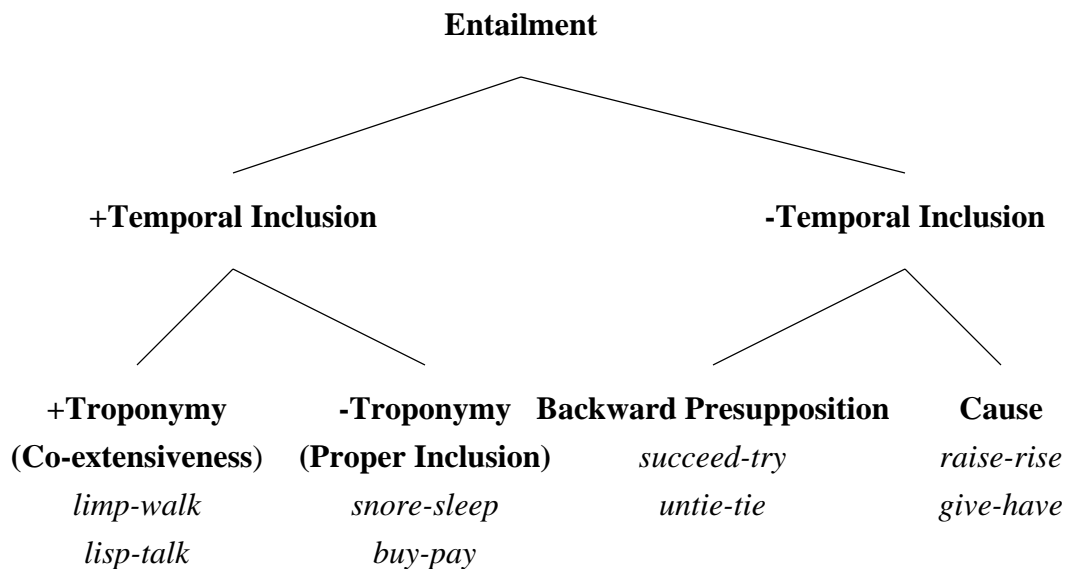 Entailment
+Temporal Inclusion -Temporal Inclusion
+Troponymy -Troponymy Backward Presupposition Cause
(Co-extensiveness) (Proper Inclusion) succeed-try raise-rise
limp-walk snore-sleep untie-tie give-have
lisp-talk buy-pay